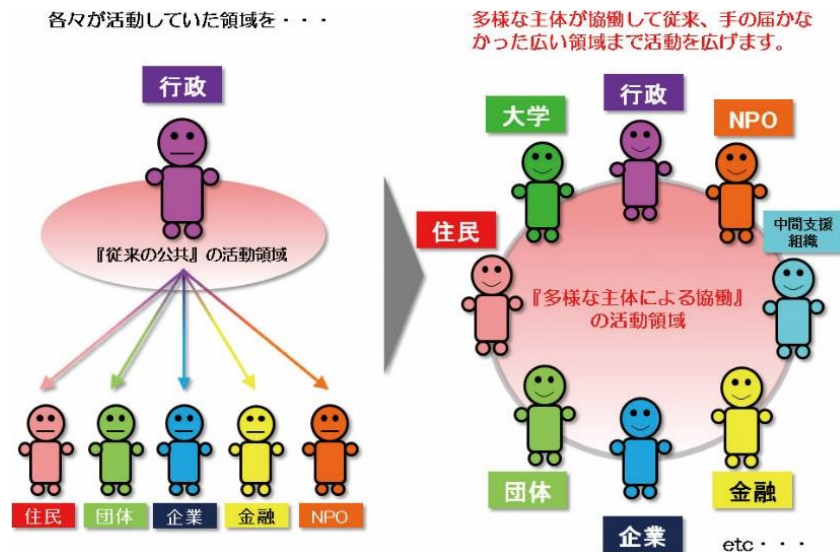 各々が活動していた領域を・・・
行政
『従来の公共』の活動領域
住民
団体
企業
金融
NPO
多様な主体が協働して従来、手の届かな
かった広い領域まで活動を広げます。
大学
行政
NPO
住民
中間支援
組織
『多様な主体による協働』
の活動領域
団体
企業
金融
etc・・・